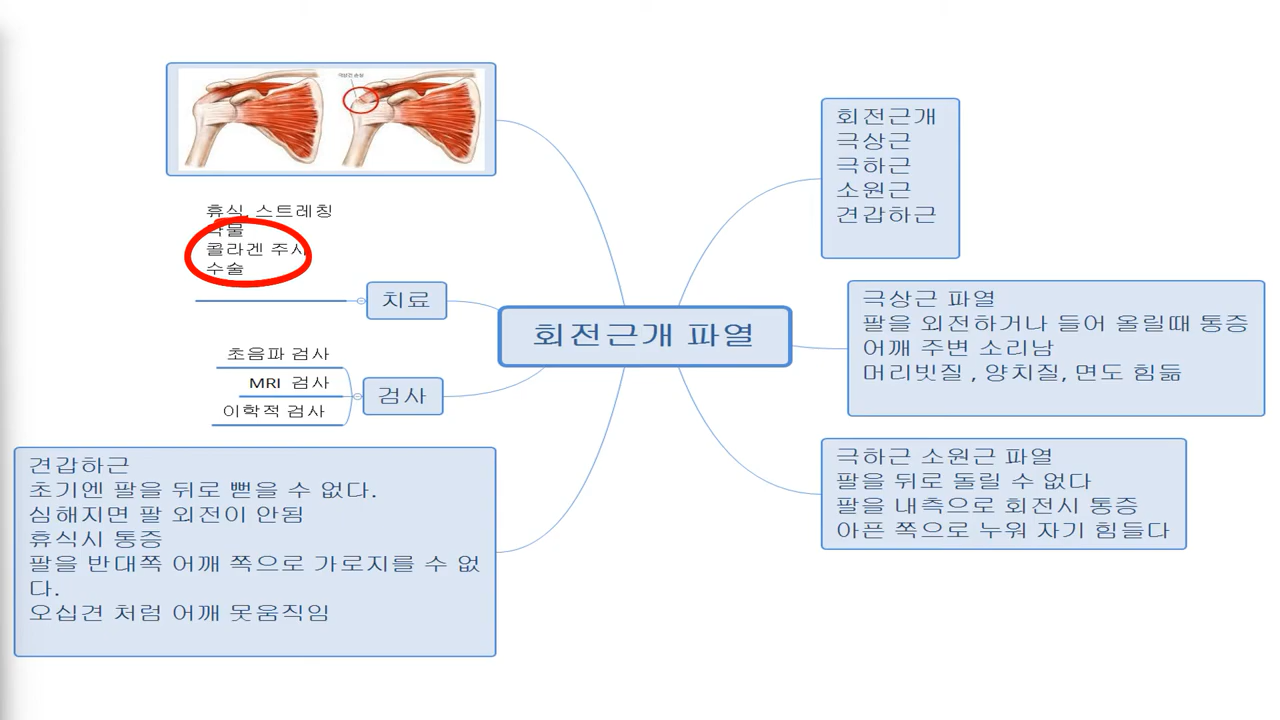 회전근개 파열
회전근개
극상근
극하근
소원근
견갑하근
극상근 파열
팔을 외전하거나 들어 올릴때 통증
어깨 주변 소리남
머리빗질 , 양치질, 면도 힘듦
극하근 소원근 파열
팔을 뒤로 돌릴 수 없다
팔을 내측으로 회전시 통증
아픈 쪽으로 누워 자기 힘들다
휴식, 스트레칭
약물
콜라겐 주사
수술
치료
초음파 검사
MRI 검사
이학적 검사
검사
견갑하근
초기엔 팔을 뒤로 뻗을 수 없다.
심해지면 팔 외전이 안됨
휴식시 통증
팔을 반대쪽 어깨 쪽으로 가로지를 수 없
다.
오십견 처럼 어깨 못움직임